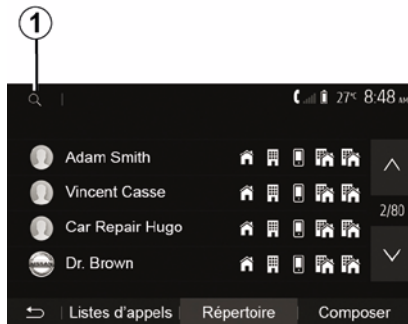 1
27°C 8:48 AM
Adam Smith
Vincent Casse
Car Repair Hugo
2/80
Dr. Brown
Listes d'appels Répertoire Composer